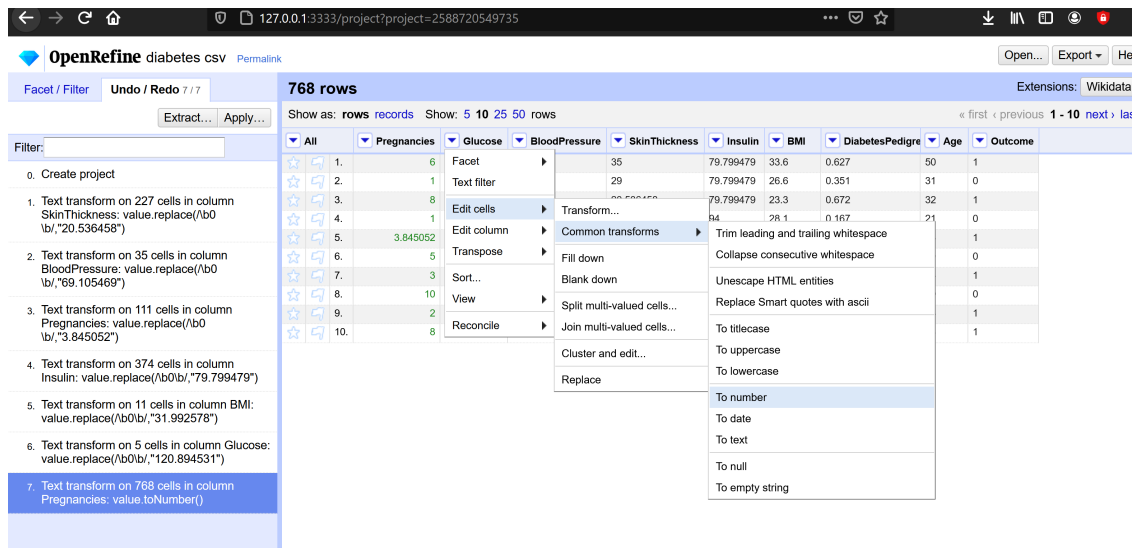 127.0.0.1:3333/project?project=2588720549735
OpenRefine diabetes csv Permalink
Open... Export He
Facet / Filter Undo / Redo 7 / 7
768 rows
Extensions: Wikidata
Extract... Apply...
Show as: rows records Show: 5 10 25 50 rows
« first ‹ previous 1 - 10 next › las
Filter:
All Pregnancies Glucose BloodPressure SkinThickness Insulin BMI DiabetesPedigre Age Outcome
0. Create project
1. Text transform on 227 cells in column
SkinThickness: value.replace(/\b0
\b/,"20.536458")
2. Text transform on 35 cells in column
BloodPressure: value.replace(/\b0
\b/,"69.105469")
3. Text transform on 111 cells in column
Pregnancies: value.replace(/\b0
\b/,"3.845052")
4. Text transform on 374 cells in column
Insulin: value.replace(/\b0\b/,"79.799479")
5. Text transform on 11 cells in column BMI:
value.replace(/\b0\b/,"31.992578")
6. Text transform on 5 cells in column Glucose:
value.replace(/\b0\b/,"120.894531")
7. Text transform on 768 cells in column
Pregnancies: value.toNumber()
1. 6 35 79.799479 33.6 0.627 50 1
2. 1 29 79.799479 26.6 0.351 31 0
3. 8 79.799479 23.3 0.672 32 1
4. 1 94 28.1 0.167 21 0
5. 3.845052 1
6. 5 0
7. 3 1
8. 10 0
9. 2 1
10. 8 1
Facet
Text filter
Edit cells
Edit column
Transpose
Sort...
View
Reconcile
Transform...
Common transforms
Fill down
Blank down
Split multi-valued cells...
Join multi-valued cells...
Cluster and edit...
Replace
Trim leading and trailing whitespace
Collapse consecutive whitespace
Unescape HTML entities
Replace Smart quotes with ascii
To titlecase
To uppercase
To lowercase
To number
To date
To text
To null
To empty string